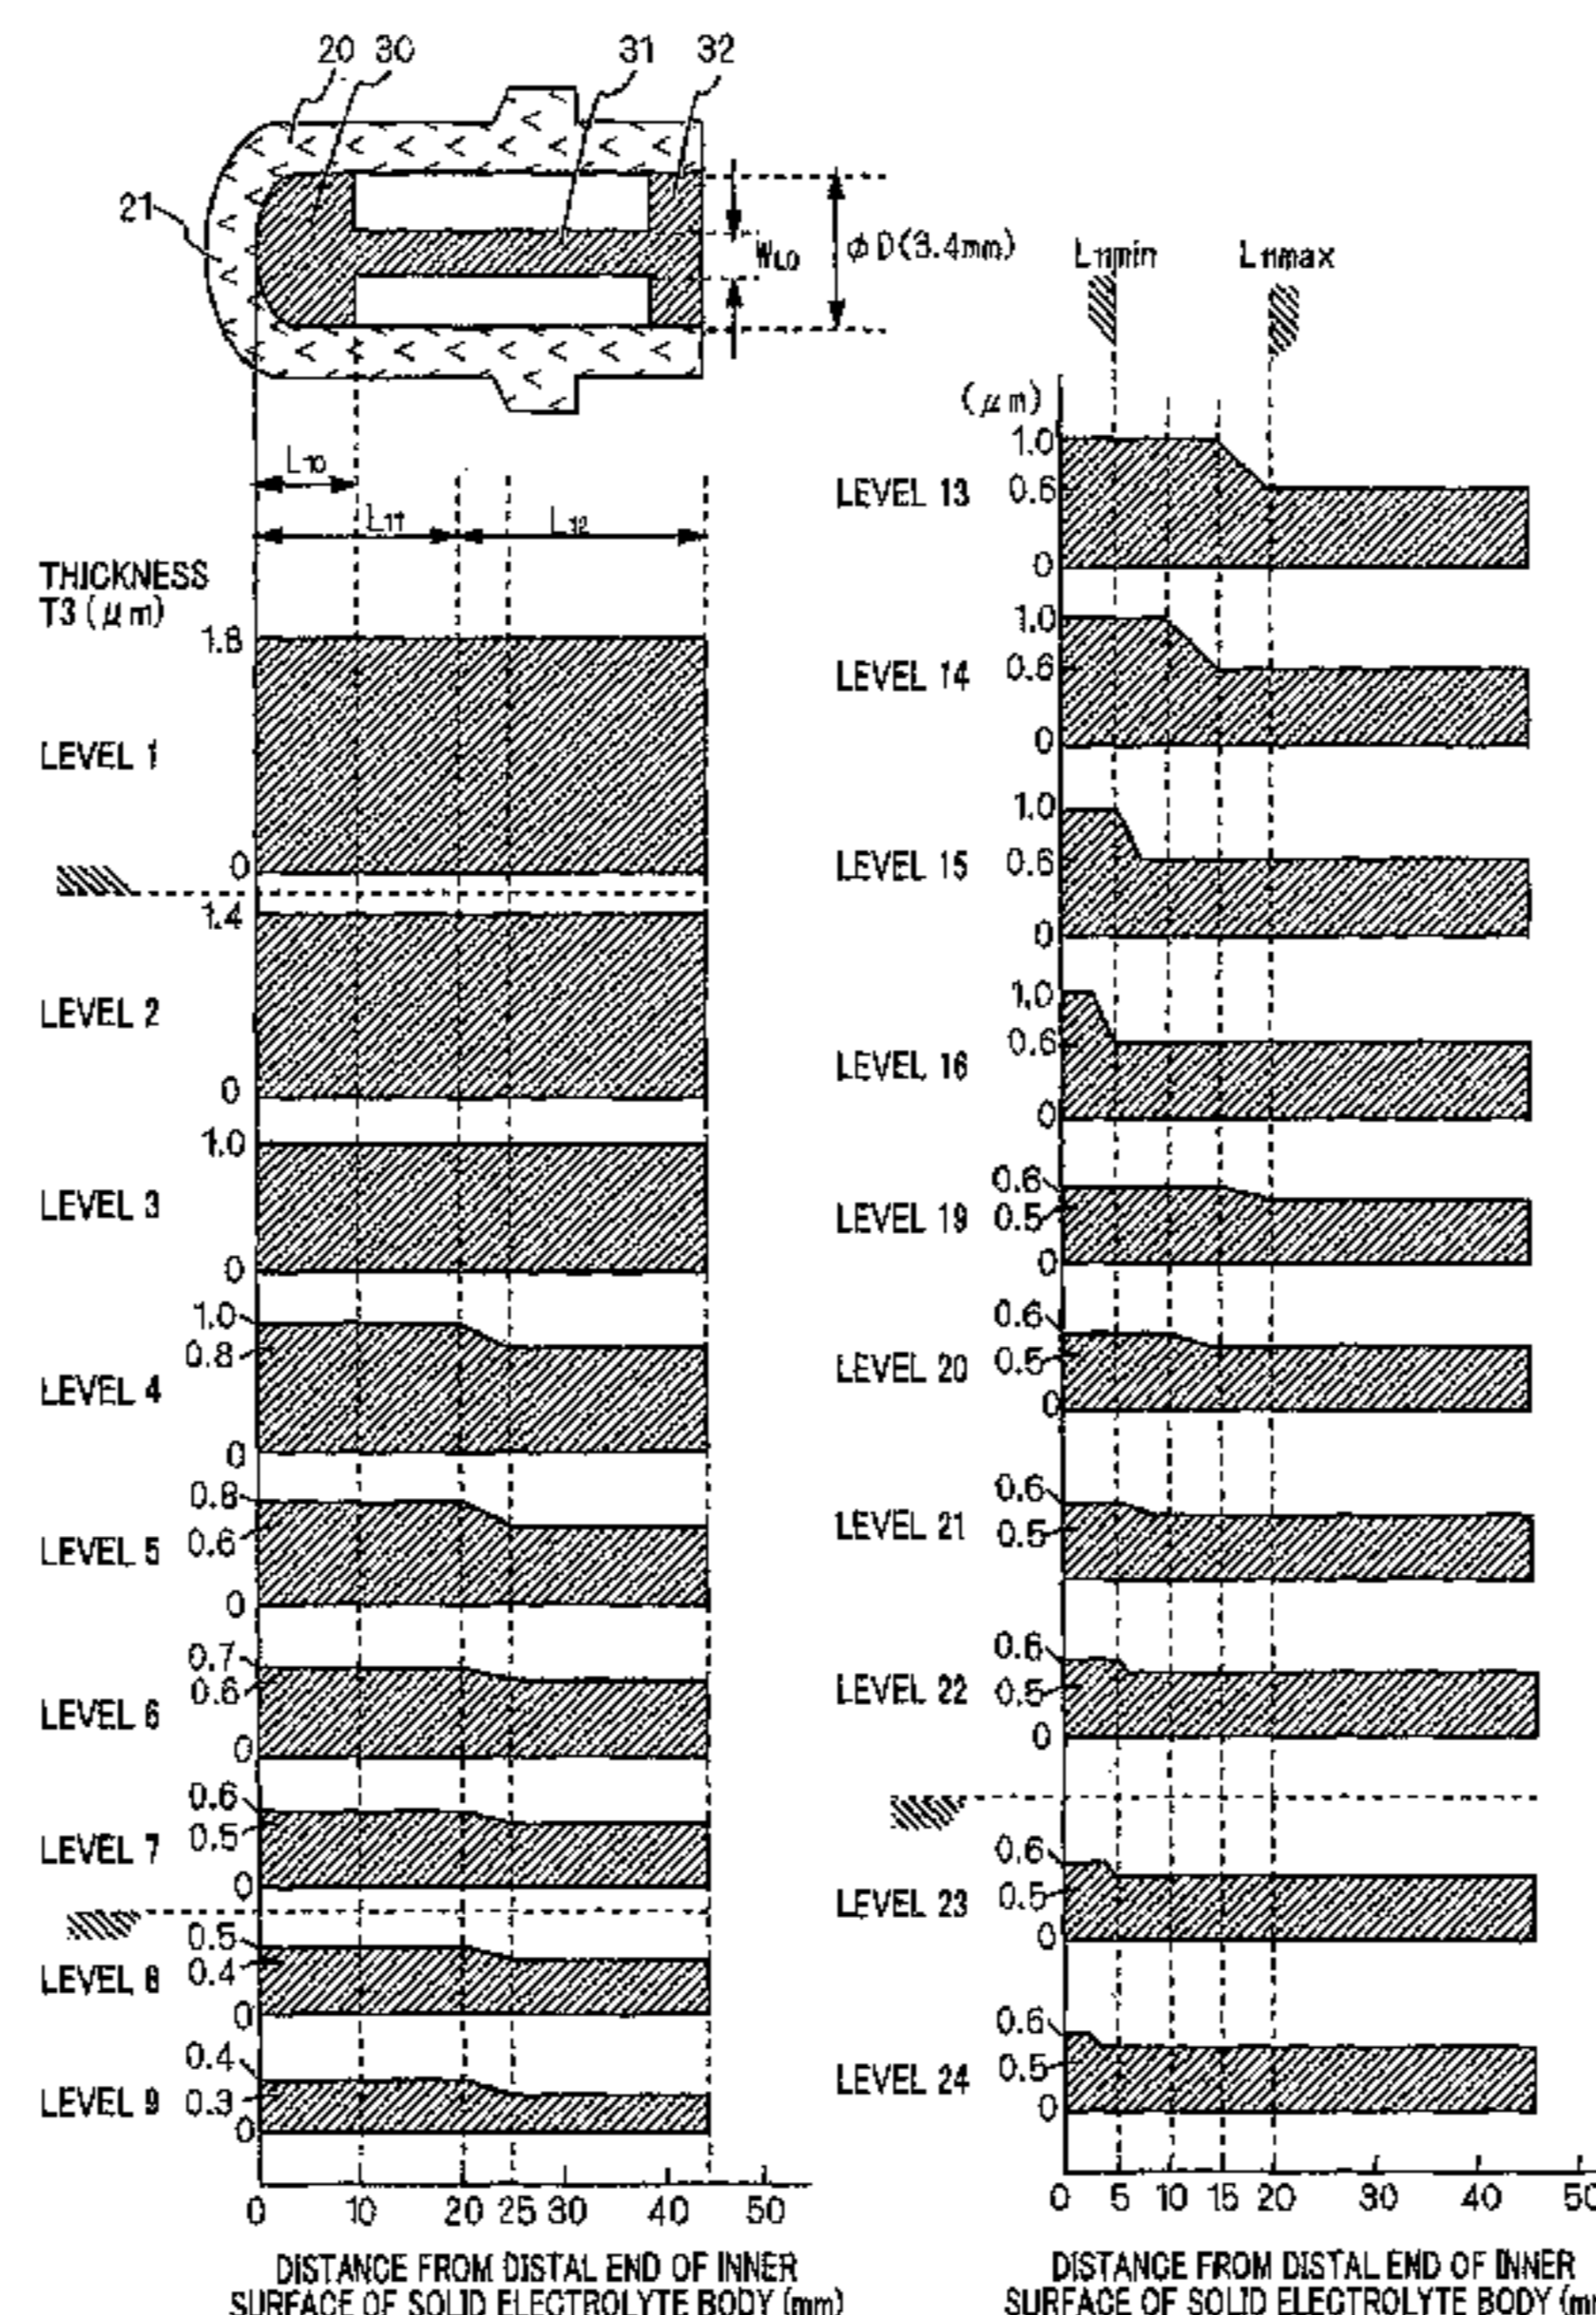 20 30 31 32
21
W10
φD(3.4mm)
L10
L11 L12
THICKNESS
T3 (μm)
1.8
LEVEL 1
0
1.4
LEVEL 2
0
1.0
LEVEL 3
0
1.0
0.8
LEVEL 4
0
0.8
0.6
LEVEL 5
0
0.7
0.6
LEVEL 6
0
0.6
0.5
LEVEL 7
0
0.5
0.4
LEVEL 8
0
0.4
0.3
LEVEL 9
0
0 10 20 25 30 40 50
DISTANCE FROM DISTAL END OF INNER
SURFACE OF SOLID ELECTROLYTE BODY (mm)
L11min L11max
(μm)
1.0
LEVEL 13 0.6
0
1.0
LEVEL 14 0.6
0
1.0
LEVEL 15 0.6
0
1.0
0.6
LEVEL 16
0
0.6
LEVEL 19 0.5
0
0.6
LEVEL 20 0.5
0
0.6
LEVEL 21 0.5
0.6
LEVEL 22 0.5
0
0.6
LEVEL 23 0.5
0
0.6
LEVEL 24 0.5
0
0 5 10 15 20 30 40 50
DISTANCE FROM DISTAL END OF INNER
SURFACE OF SOLID ELECTROLYTE BODY (m